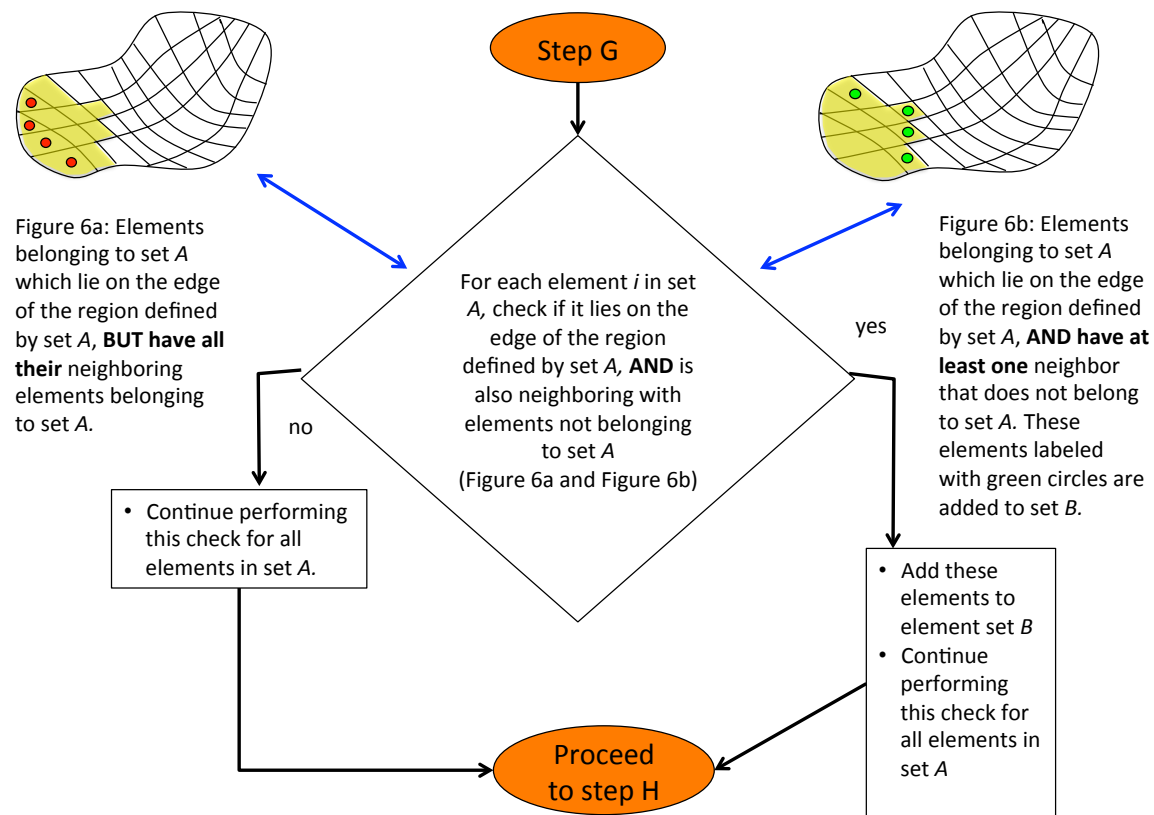 Step G
Figure 6a: Elements
belonging to set A
which lie on the edge
of the region defined
by set A, BUT have all
their neighboring
elements belonging
to set A.
For each element i in set
A, check if it lies on the
edge of the region
defined by set A, AND is
also neighboring with
elements not belonging
to set A
(Figure 6a and Figure 6b)
Figure 6b: Elements
belonging to set A
which lie on the edge
of the region defined
by set A, AND have at
least one neighbor
that does not belong
to set A. These
elements labeled
with green circles are
added to set B.
no
yes
• Continue performing
this check for all
elements in set A.
• Add these
elements to
element set B
• Continue
performing
this check for
all elements in
set A
Proceed
to step H